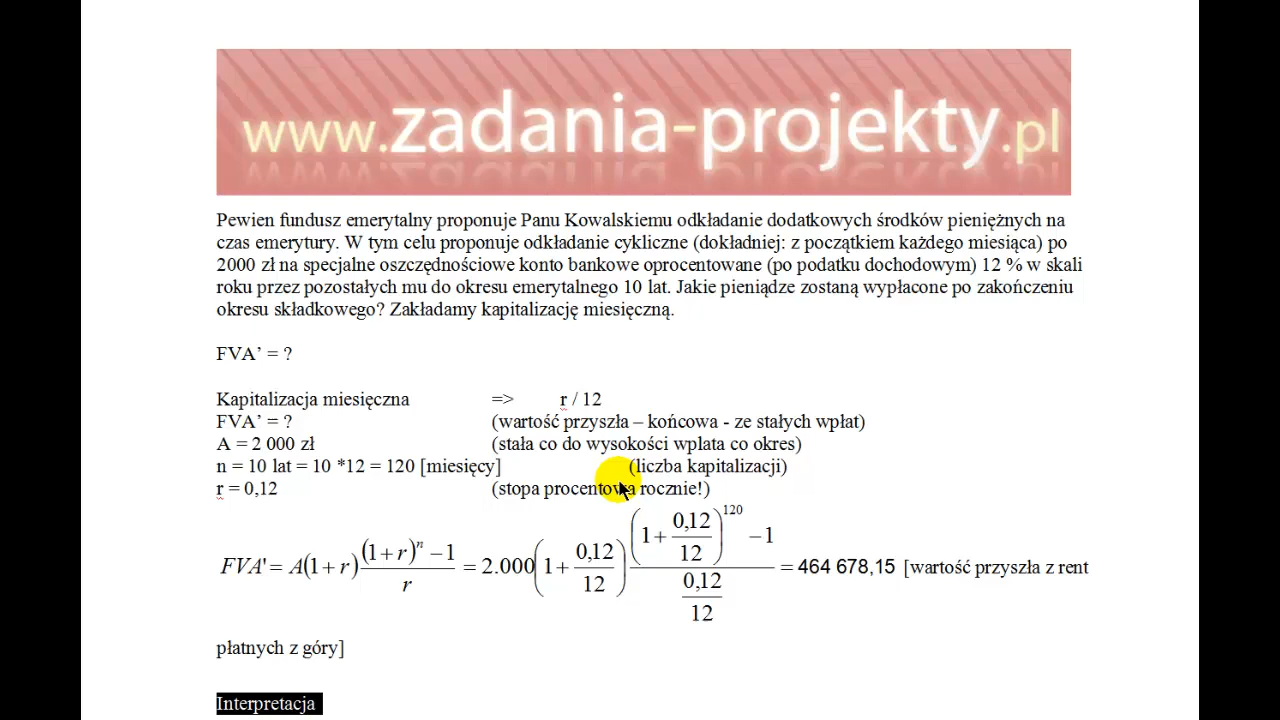 www.zadania-projekty.pl
Pewien fundusz emerytalny proponuje Panu Kowalskiemu odkładanie dodatkowych środków pieniężnych na
czas emerytury. W tym celu proponuje odkładanie cykliczne (dokładniej: z początkiem każdego miesiąca) po
2000 zł na specjalne oszczędnościowe konto bankowe oprocentowane (po podatku dochodowym) 12 % w skali
roku przez pozostałych mu do okresu emerytalnego 10 lat. Jakie pieniądze zostaną wypłacone po zakończeniu
okresu składkowego? Zakładamy kapitalizację miesięczną.
FVA’ = ?
Kapitalizacja miesięczna => r / 12
FVA’ = ? (wartość przyszła – końcowa - ze stałych wpłat)
A = 2 000 zł (stała co do wysokości wplata co okres)
n = 10 lat = 10 *12 = 120 [miesięcy] (liczba kapitalizacji)
r = 0,12 (stopa procentowa rocznie!)
FVA'= A(1+r) ((1+r)^n −1)/r = 2.000(1+ 0,12/12) ((1+ 0,12/12)^120 −1)/(0,12/12) = 464 678,15 [wartość przyszła z rent
płatnych z góry]
Interpretacja